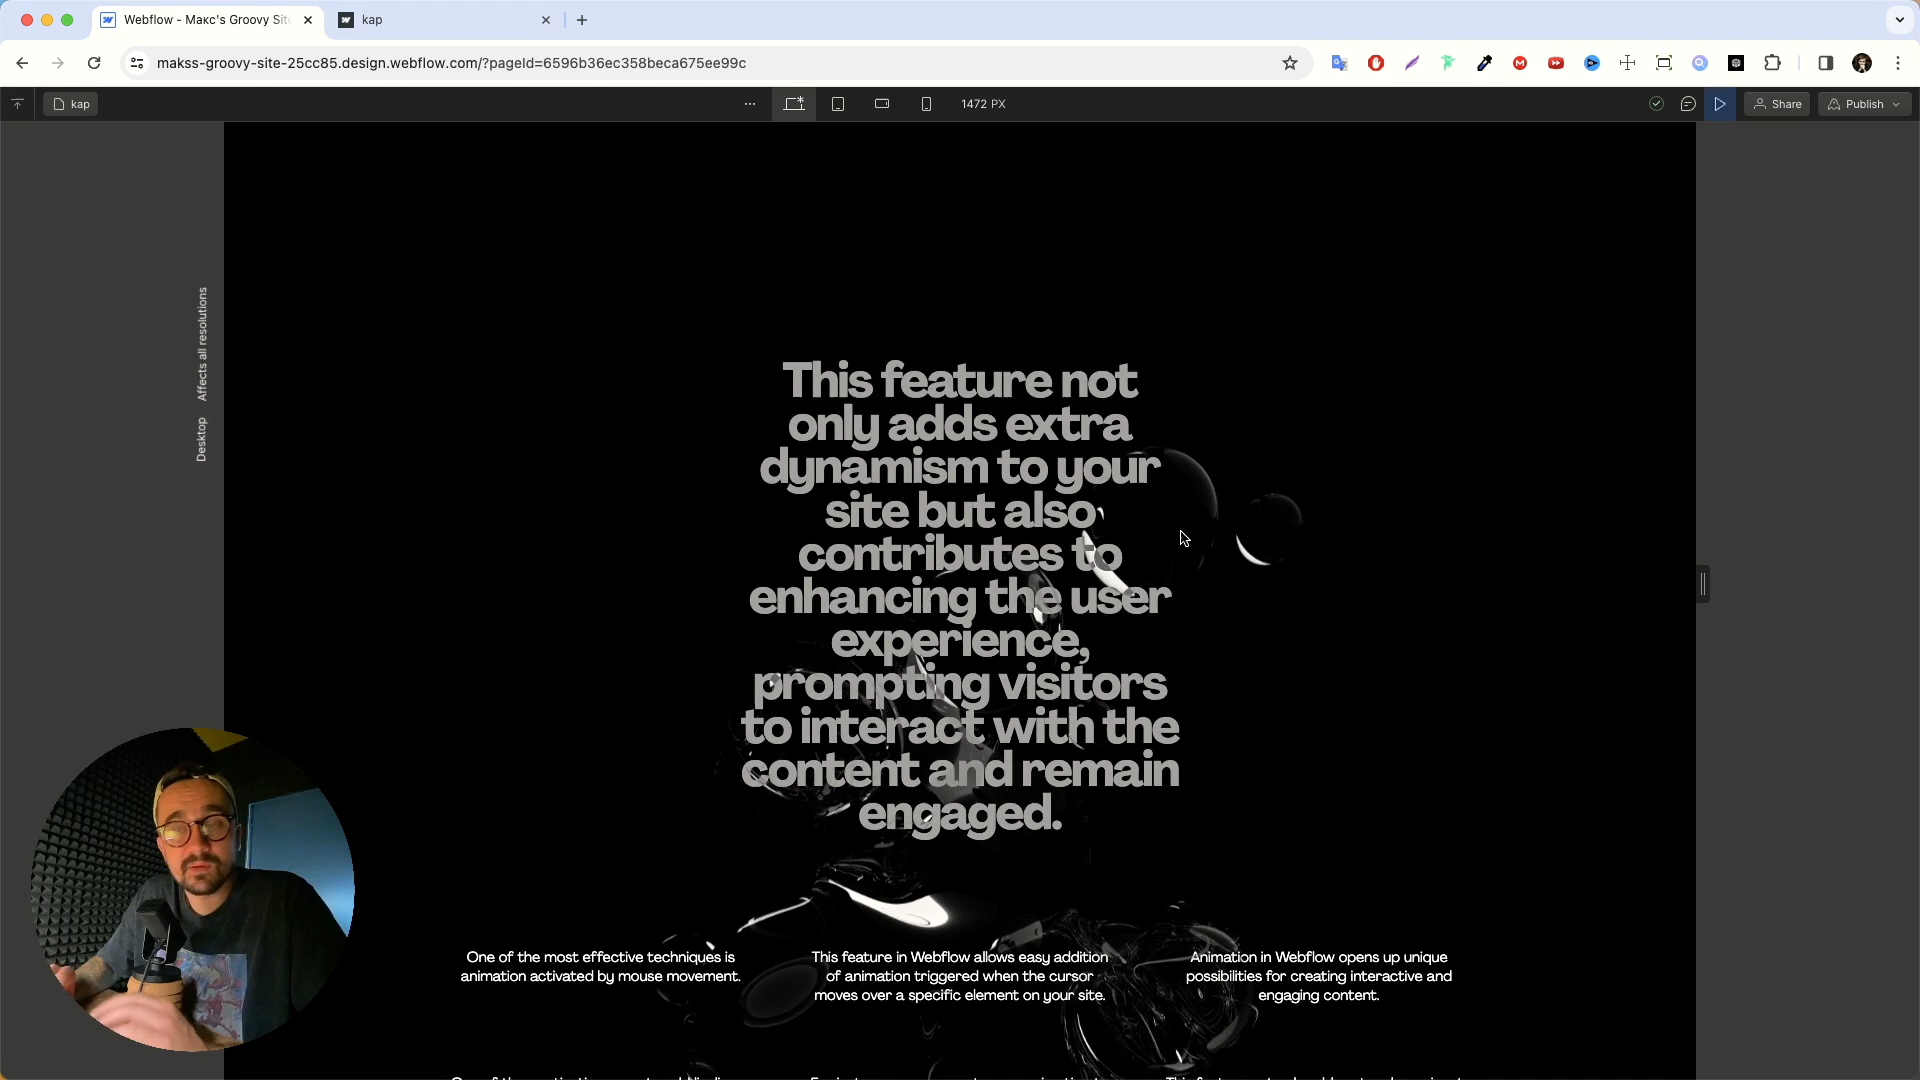 Webflow - Макс's Groovy Sit
kap
makss-groovy-site-25cc85.design.webflow.com/?pageId=6596b36ec358beca675ee99c
kap
1472 PX
Share
Publish
Desktop Affects all resolutions
This feature not
only adds extra
dynamism to your
site but also
contributes to
enhancing the user
experience,
prompting visitors
to interact with the
content and remain
engaged.
One of the most effective techniques is
animation activated by mouse movement.
This feature in Webflow allows easy addition
of animation triggered when the cursor
moves over a specific element on your site.
Animation in Webflow opens up unique
possibilities for creating interactive and
engaging content.